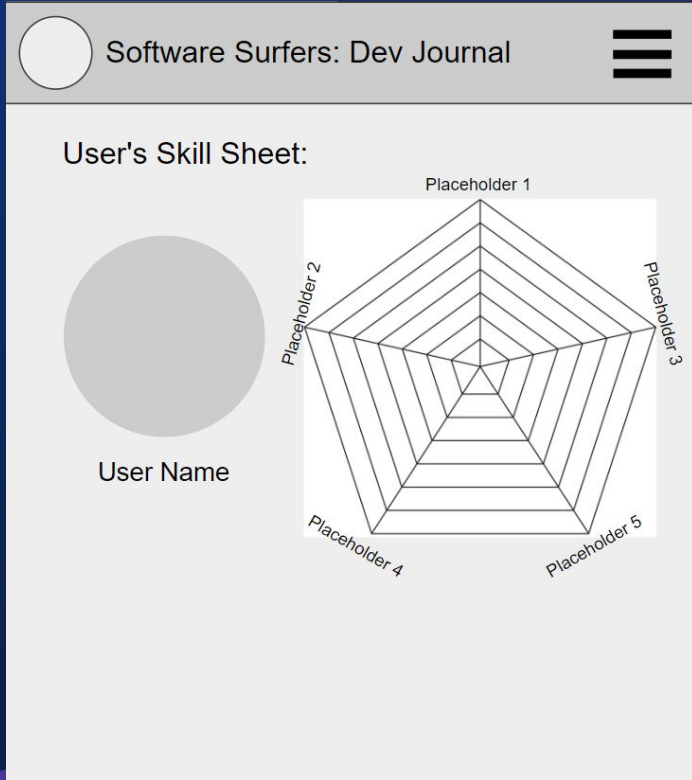 Software Surfers: Dev Journal
User's Skill Sheet:
Placeholder 1
Placeholder 2
Placeholder 3
User Name
Placeholder 4
Placeholder 5